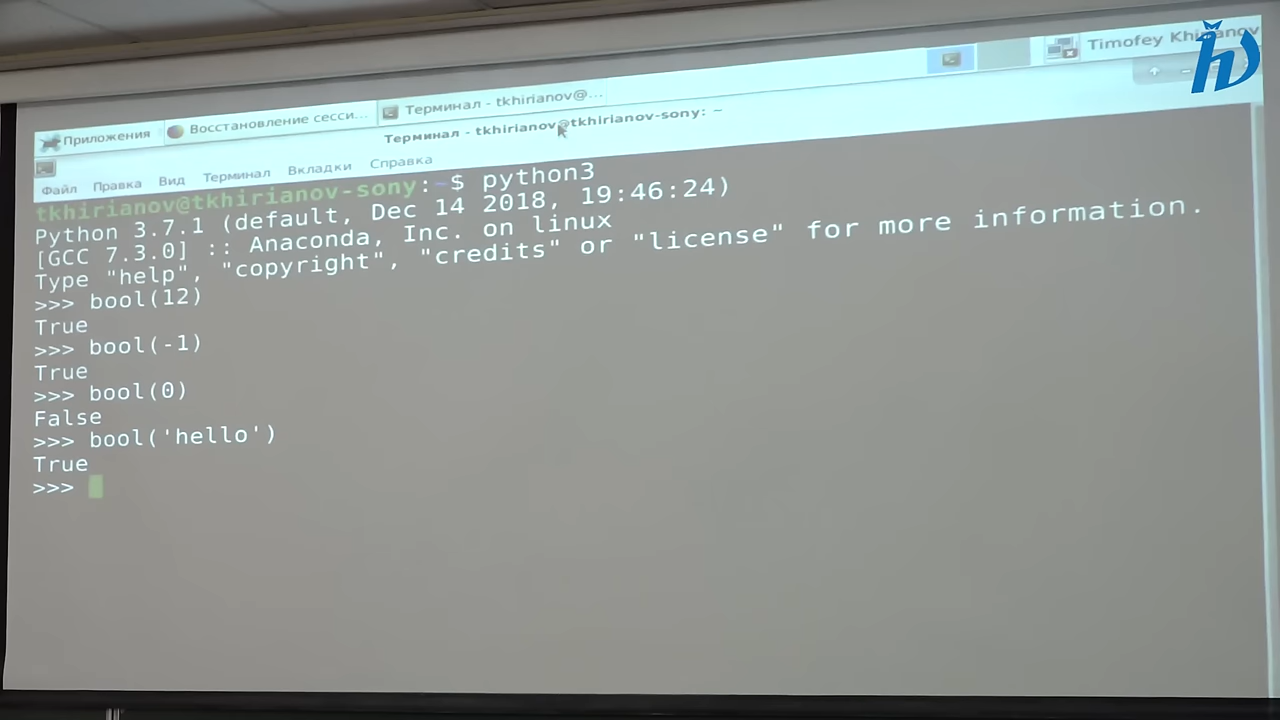 Timofey Khirianov
Приложения
Восстановление сесси...
Терминал - tkhirianov@...
Терминал - tkhirianov@tkhirianov-sony: ~
Файл Правка Вид Терминал Вкладки Справка
tkhirianov@tkhirianov-sony:~$ python3
Python 3.7.1 (default, Dec 14 2018, 19:46:24)
[GCC 7.3.0] :: Anaconda, Inc. on linux
Type "help", "copyright", "credits" or "license" for more information.
>>> bool(12)
True
>>> bool(-1)
True
>>> bool(0)
False
>>> bool('hello')
True
>>>